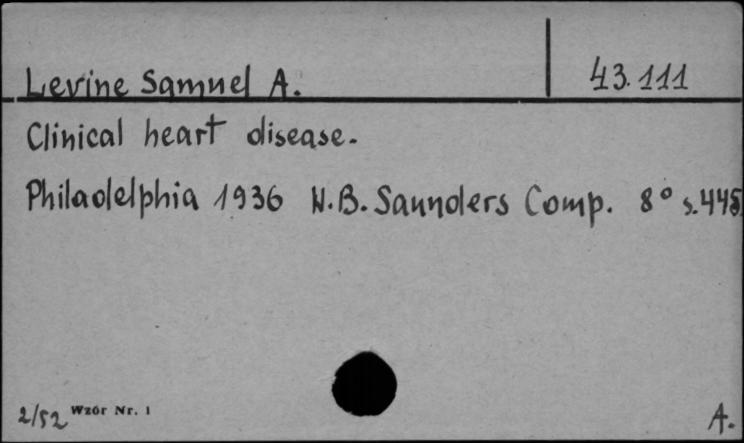 Levine Samuel A.
43.111
Clinical heart disease.
Philadelphia 1936 W.B. Saunders Comp. 8° s.445
2/52 Wzór Nr. 1
A.